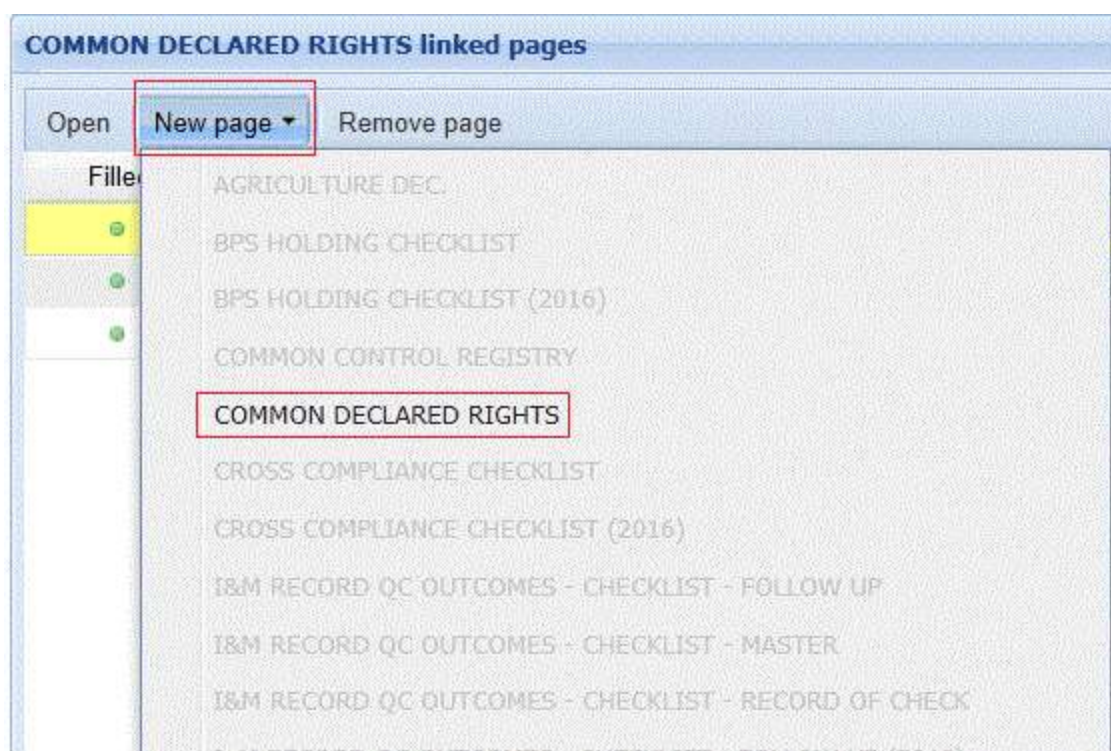 COMMON DECLARED RIGHTS linked pages
Open New page Remove page
Fille
AGRICULTURE DEC.
BPS HOLDING CHECKLIST
BPS HOLDING CHECKLIST (2016)
COMMON CONTROL REGISTRY
COMMON DECLARED RIGHTS
CROSS COMPLIANCE CHECKLIST
CROSS COMPLIANCE CHECKLIST (2016)
I&M RECORD QC OUTCOMES - CHECKLIST - FOLLOW UP
I&M RECORD QC OUTCOMES - CHECKLIST - MASTER
I&M RECORD QC OUTCOMES - CHECKLIST - RECORD OF CHECK